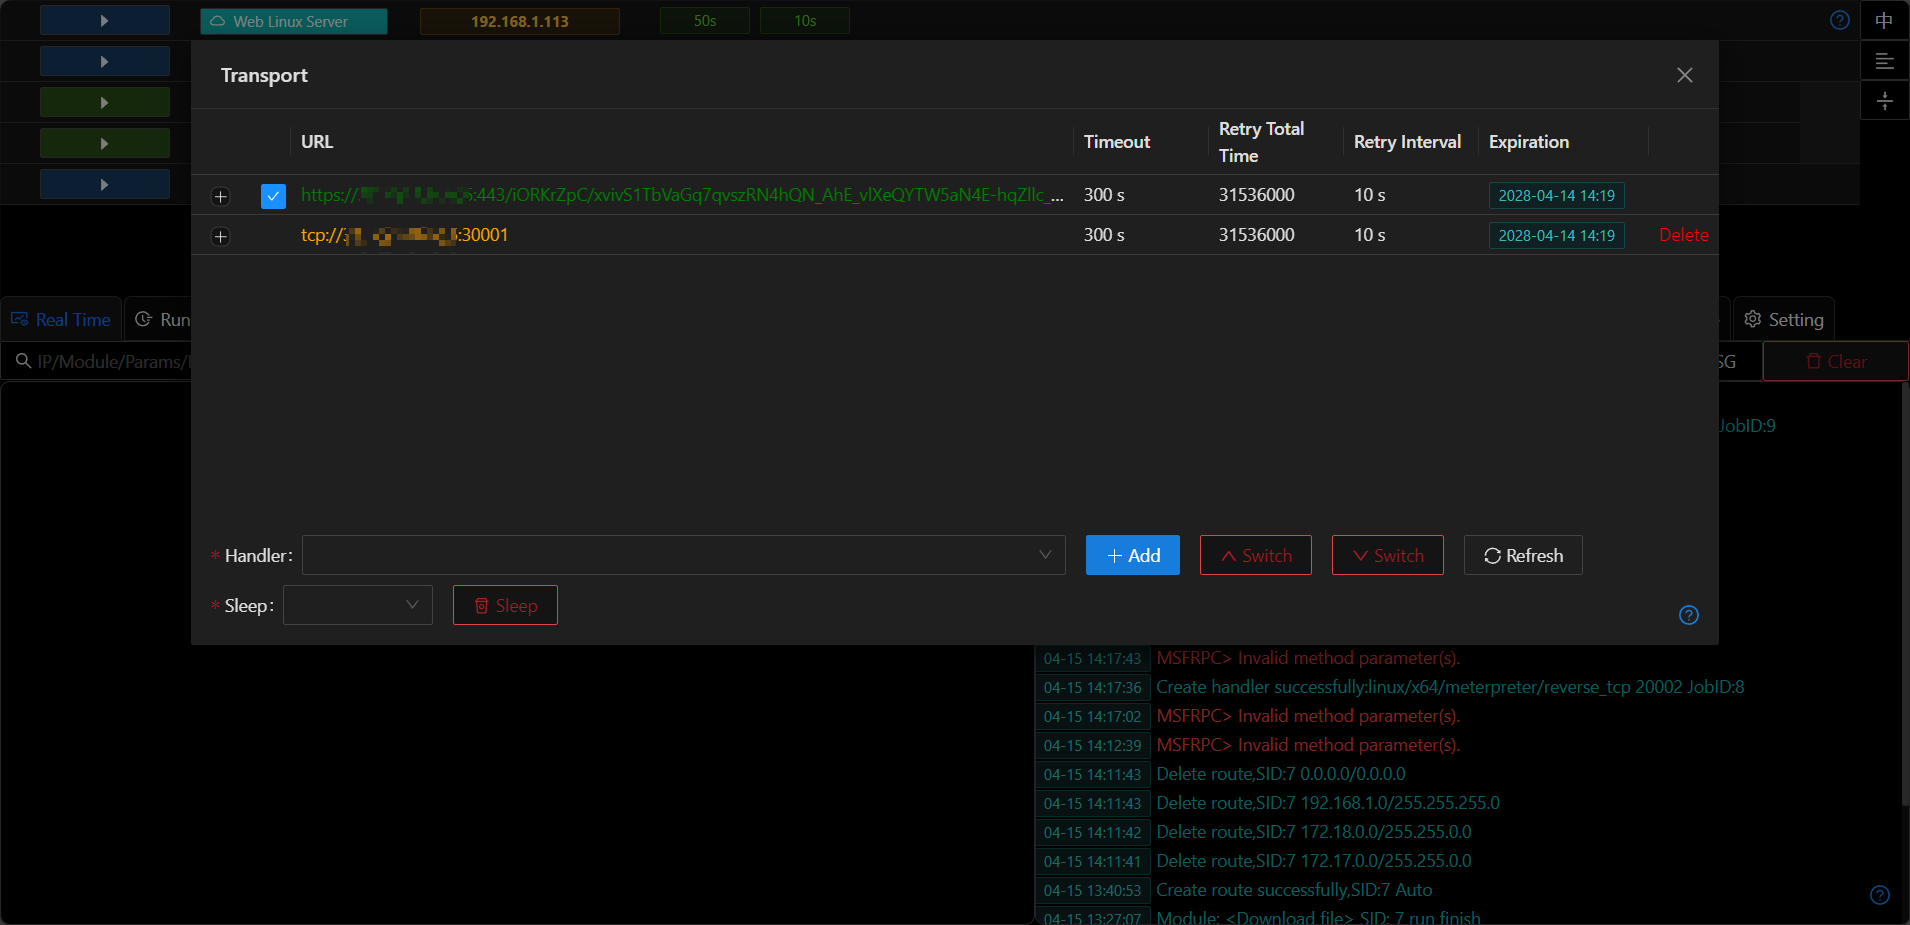 Web Linux Server
192.168.1.113
50s
10s
中
Transport
URL
Timeout
Retry Total
Time
Retry Interval
Expiration
https://
:443/iORKrZpC/xvivS1TbVaGq7qvszRN4hQN_AhE_vlXeQYTW5aN4E-hqZllc_...
300 s
31536000
10 s
2028-04-14 14:19
tcp://
:30001
300 s
31536000
10 s
2028-04-14 14:19
Delete
Real Time
Run
Setting
IP/Module/Params/
SG
Clear
JobID:9
* Handler:
Add
Switch
Switch
Refresh
* Sleep:
Sleep
04-15 14:17:43 MSFRPC> Invalid method parameter(s).
04-15 14:17:36 Create handler successfully:linux/x64/meterpreter/reverse_tcp 20002 JobID:8
04-15 14:17:02 MSFRPC> Invalid method parameter(s).
04-15 14:12:39 MSFRPC> Invalid method parameter(s).
04-15 14:11:43 Delete route,SID:7 0.0.0.0/0.0.0.0
04-15 14:11:43 Delete route,SID:7 192.168.1.0/255.255.255.0
04-15 14:11:42 Delete route,SID:7 172.18.0.0/255.255.0.0
04-15 14:11:41 Delete route,SID:7 172.17.0.0/255.255.0.0
04-15 13:40:53 Create route successfully,SID:7 Auto
04-15 13:27:07 Module: <Download file> SID: 7 run finish